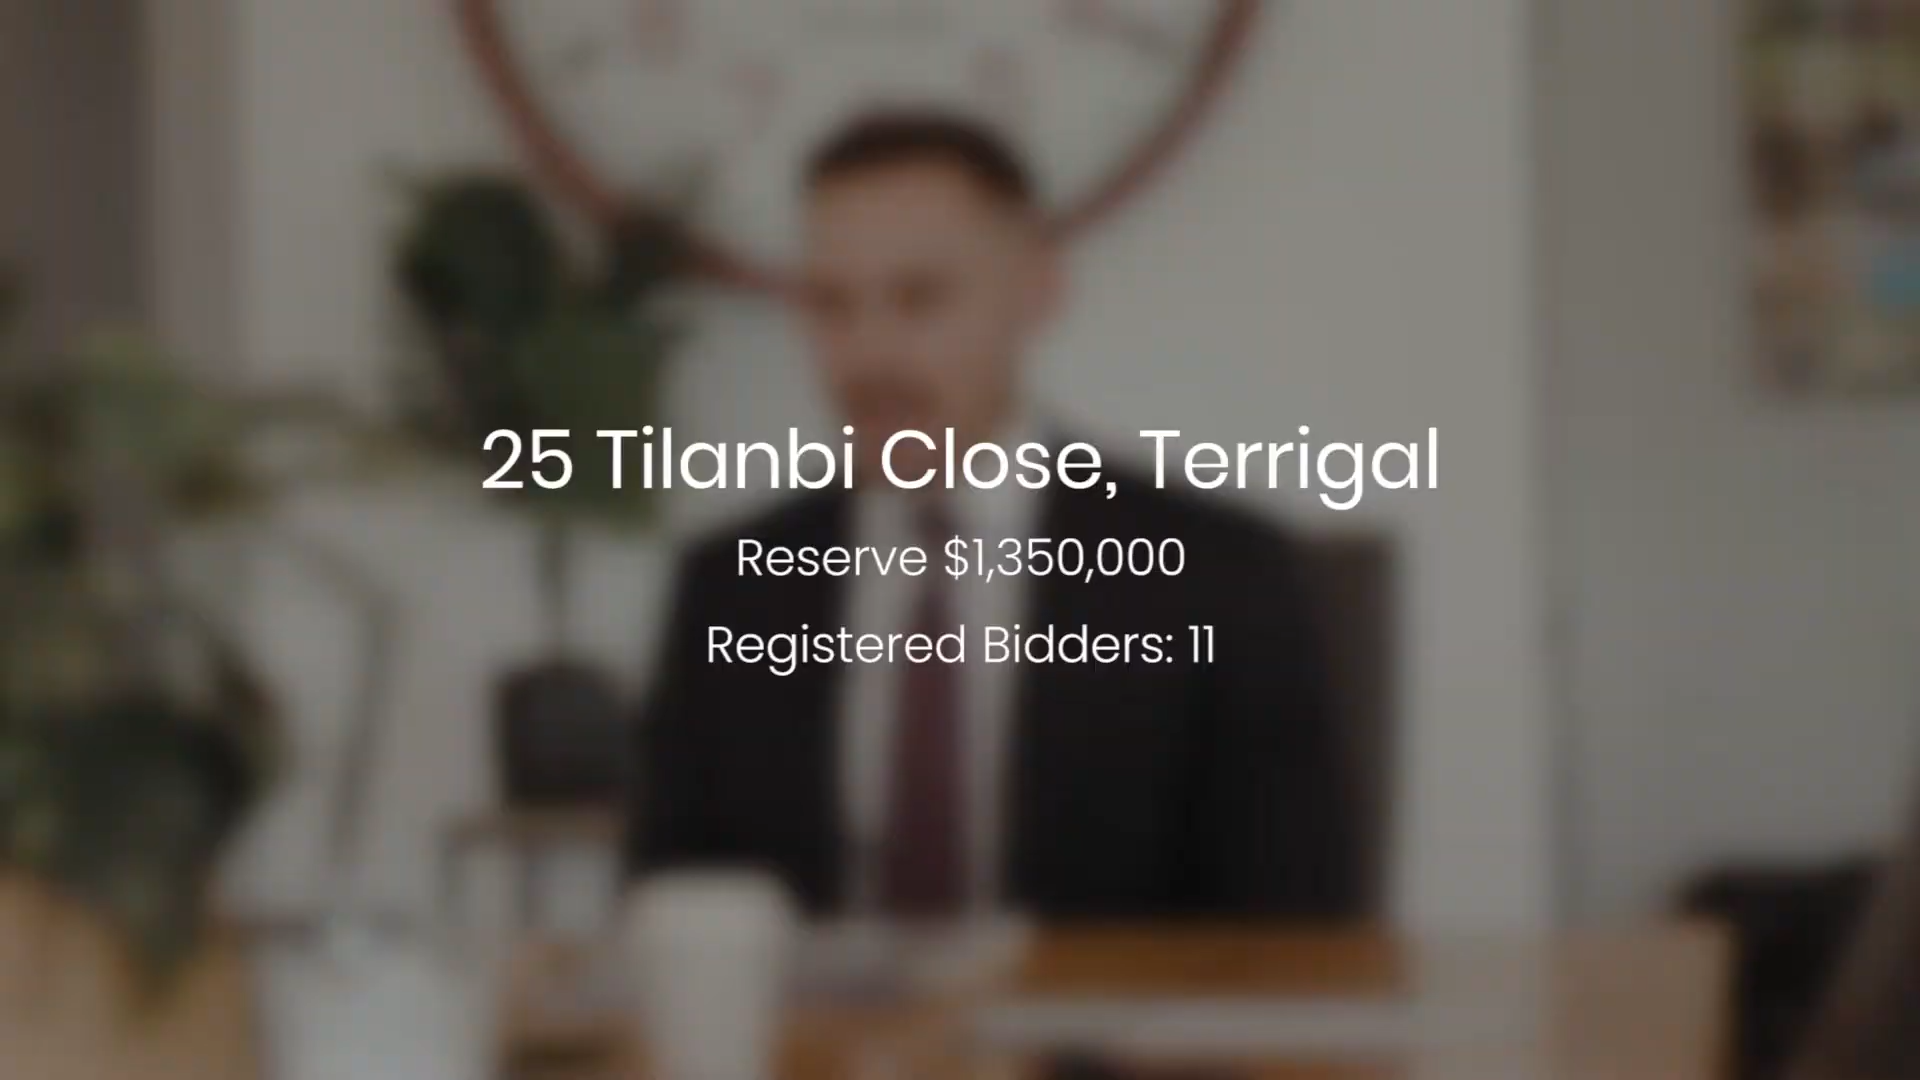 25 Tilanbi Close, Terrigal
Reserve $1,350,000
Registered Bidders: 11